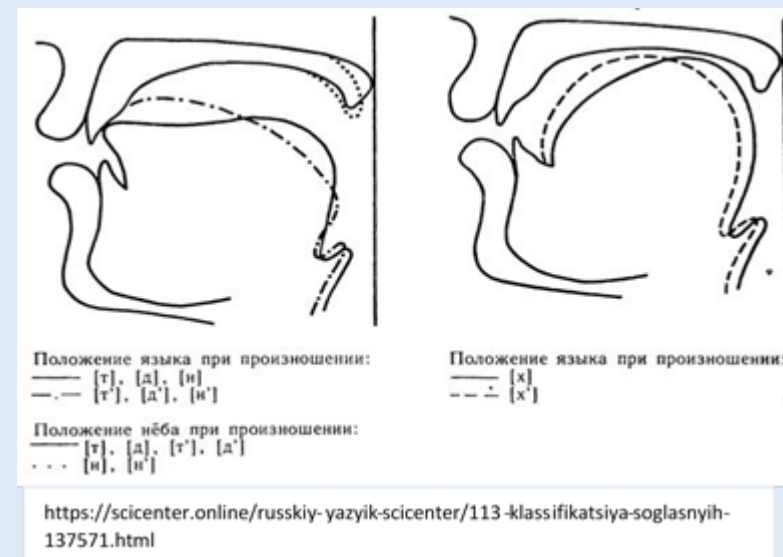 Положение языка при произношении:
—— [т], [д], [н]
—.— [т'], [д'], [н']
Положение нёба при произношении:
—— [т], [д], [т'], [д']
. . . [н], [н']
Положение языка при произношении:
—— [х]
--- [х']
https://scicenter.online/russkiy-yazyik-scicenter/113-klassifikatsiya-soglasnyih-
137571.html